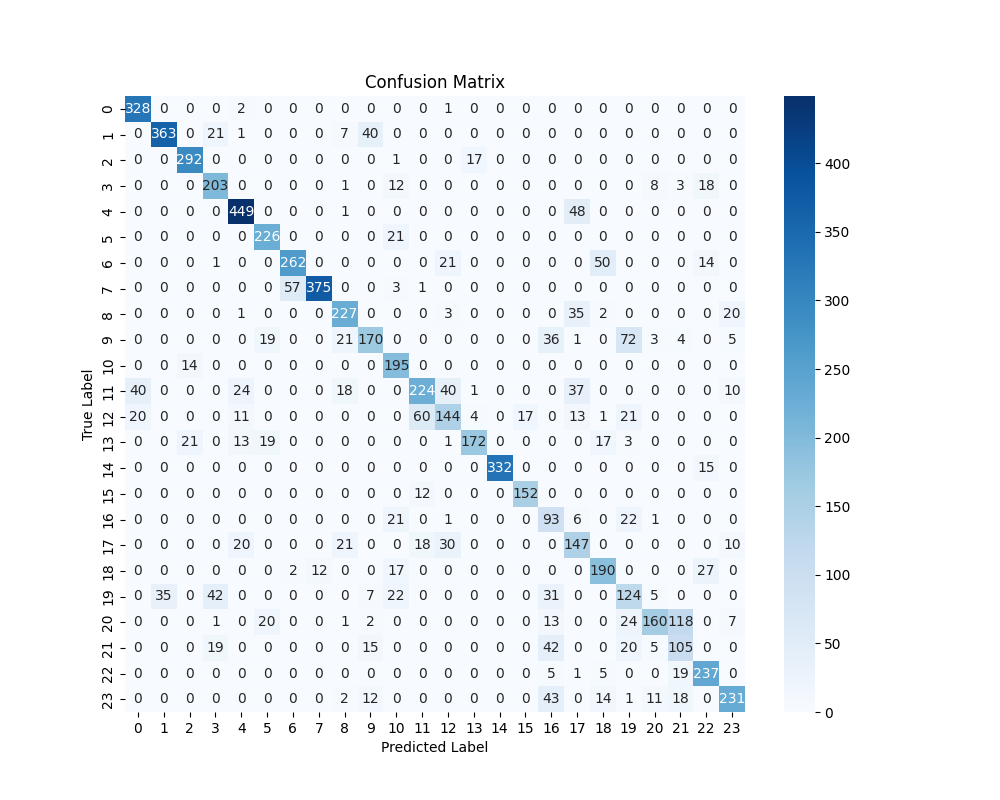 Confusion Matrix
0 328 0 0 0 2 0 0 0 0 0 0 0 1 0 0 0 0 0 0 0 0 0 0 0
1 0 363 0 21 1 0 0 0 7 40 0 0 0 0 0 0 0 0 0 0 0 0 0 0
2 0 0 292 0 0 0 0 0 0 0 1 0 0 17 0 0 0 0 0 0 0 0 0 0
3 0 0 0 203 0 0 0 0 1 0 12 0 0 0 0 0 0 0 0 0 8 3 18 0
4 0 0 0 0 449 0 0 0 1 0 0 0 0 0 0 0 0 48 0 0 0 0 0 0
5 0 0 0 0 0 226 0 0 0 0 21 0 0 0 0 0 0 0 0 0 0 0 0 0
6 0 0 0 1 0 0 262 0 0 0 0 0 21 0 0 0 0 0 50 0 0 0 14 0
7 0 0 0 0 0 0 57 375 0 0 3 1 0 0 0 0 0 0 0 0 0 0 0 0
8 0 0 0 0 1 0 0 0 227 0 0 0 3 0 0 0 0 35 2 0 0 0 0 20
9 0 0 0 0 0 19 0 0 21 170 0 0 0 0 0 0 36 1 0 72 3 4 0 5
10 0 0 14 0 0 0 0 0 0 0 195 0 0 0 0 0 0 0 0 0 0 0 0 0
11 40 0 0 0 24 0 0 0 18 0 0 224 40 1 0 0 0 37 0 0 0 0 0 10
12 20 0 0 0 11 0 0 0 0 0 0 60 144 4 0 17 0 13 1 21 0 0 0 0
13 0 0 21 0 13 19 0 0 0 0 0 0 1 172 0 0 0 0 17 3 0 0 0 0
14 0 0 0 0 0 0 0 0 0 0 0 0 0 0 332 0 0 0 0 0 0 0 15 0
15 0 0 0 0 0 0 0 0 0 0 0 12 0 0 0 152 0 0 0 0 0 0 0 0
16 0 0 0 0 0 0 0 0 0 0 21 0 1 0 0 0 93 6 0 22 1 0 0 0
17 0 0 0 0 20 0 0 0 21 0 0 18 30 0 0 0 0 147 0 0 0 0 0 10
18 0 0 0 0 0 0 2 12 0 0 17 0 0 0 0 0 0 0 190 0 0 0 27 0
19 0 35 0 42 0 0 0 0 0 7 22 0 0 0 0 0 31 0 0 124 5 0 0 0
20 0 0 0 1 0 20 0 0 1 2 0 0 0 0 0 0 13 0 0 24 160 118 0 7
21 0 0 0 19 0 0 0 0 0 15 0 0 0 0 0 0 42 0 0 20 5 105 0 0
22 0 0 0 0 0 0 0 0 0 0 0 0 0 0 0 0 5 1 5 0 0 19 237 0
23 0 0 0 0 0 0 0 0 2 12 0 0 0 0 0 0 43 0 14 1 11 18 0 231
0 1 2 3 4 5 6 7 8 9 10 11 12 13 14 15 16 17 18 19 20 21 22 23
Predicted Label
True Label
400
350
300
250
200
150
100
50
0